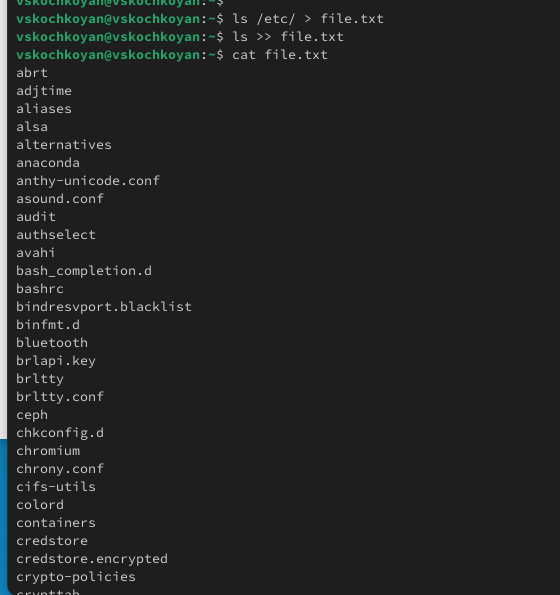 vskochkoyan@vskochkoyan:~$
vskochkoyan@vskochkoyan:~$ ls /etc/ > file.txt
vskochkoyan@vskochkoyan:~$ ls >> file.txt
vskochkoyan@vskochkoyan:~$ cat file.txt
abrt
adjtime
aliases
alsa
alternatives
anaconda
anthy-unicode.conf
asound.conf
audit
authselect
avahi
bash_completion.d
bashrc
bindresvport.blacklist
binfmt.d
bluetooth
brlapi.key
brltty
brltty.conf
ceph
chkconfig.d
chromium
chrony.conf
cifs-utils
colord
containers
credstore
credstore.encrypted
crypto-policies
crypttab